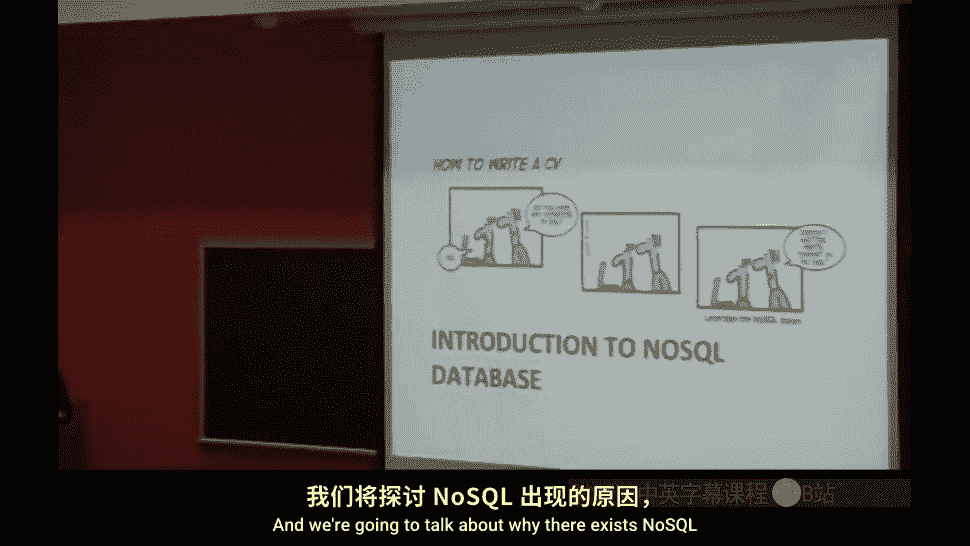 HOW TO WRITE A CV
INTRODUCTION TO NOSQL
DATABASE
我们将探讨 NoSQL 出现的原因，
中英字幕课程
B站
And we're going to talk about why there exists NoSQL